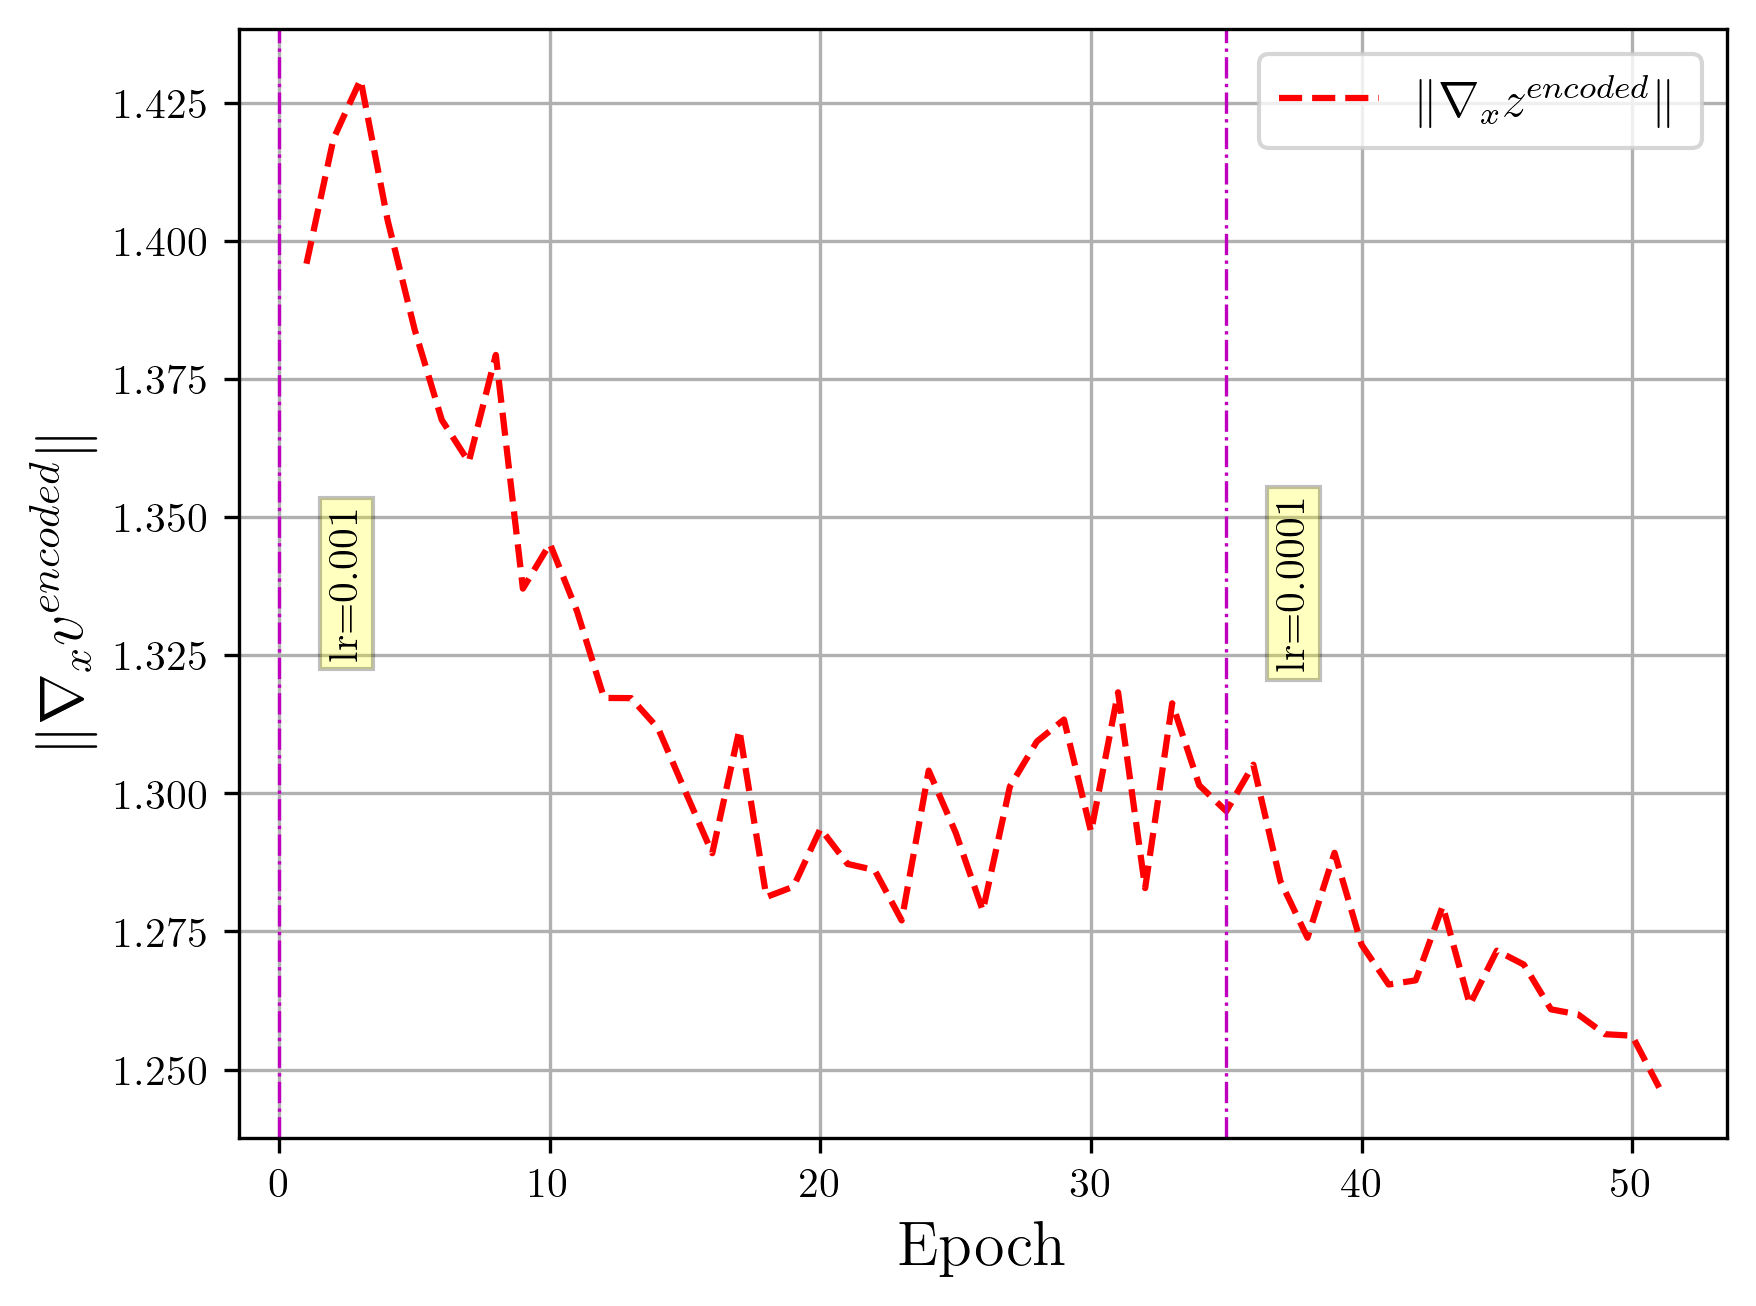 ‖∇ₓz^{encoded}‖
‖∇ₓv^{encoded}‖
1.425
1.400
1.375
1.350
1.325
1.300
1.275
1.250
lr=0.001
lr=0.0001
0 10 20 30 40 50
Epoch